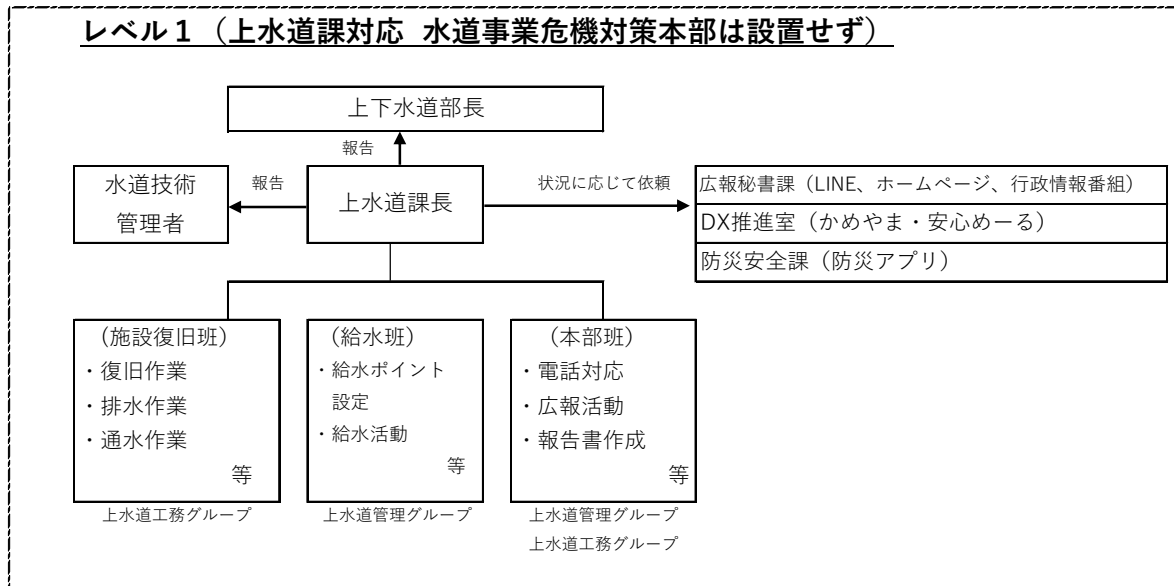 レベル１（上水道課対応 水道事業危機対策本部は設置せず）
上下水道部長
報告
水道技術
管理者
報告
上水道課長
状況に応じて依頼
広報秘書課（LINE、ホームページ、行政情報番組）
DX推進室（かめやま・安心めーる）
防災安全課（防災アプリ）
（施設復旧班）
・復旧作業
・排水作業
・通水作業
等
上水道工務グループ
（給水班）
・給水ポイント
設定
・給水活動
等
上水道管理グループ
（本部班）
・電話対応
・広報活動
・報告書作成
等
上水道管理グループ
上水道工務グループ